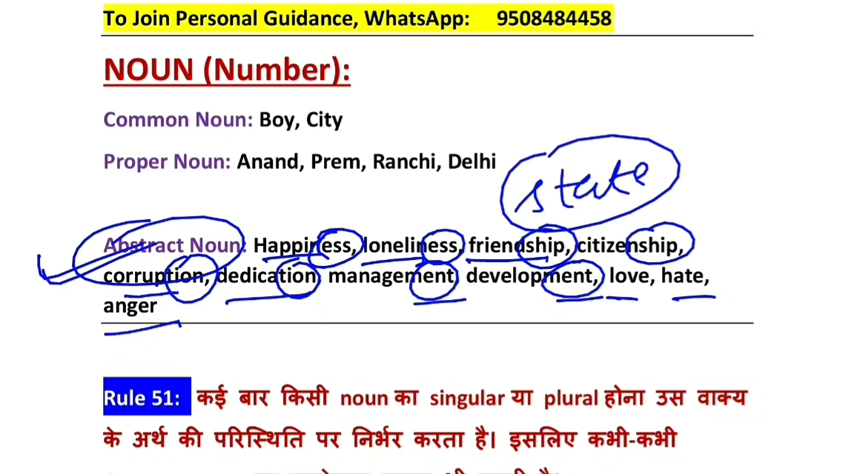 To Join Personal Guidance, WhatsApp: 9508484458
NOUN (Number):
Common Noun: Boy, City
Proper Noun: Anand, Prem, Ranchi, Delhi
state
Abstract Noun: Happiness, loneliness, friendship, citizenship,
corruption, dedication, management, development, love, hate,
anger
Rule 51: कई बार किसी noun का singular या plural होना उस वाक्य
के अर्थ की परिस्थिति पर निर्भर करता है। इसलिए कभी-कभी